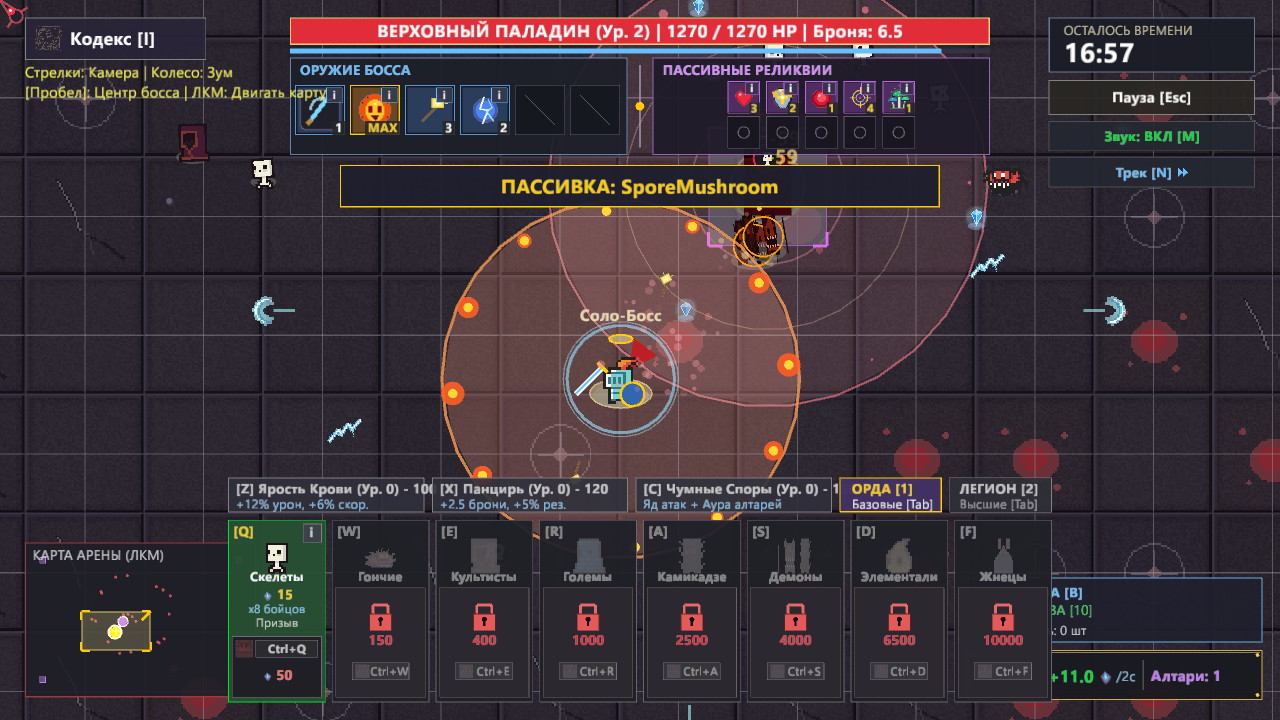 Кодекс [I]
Стрелки: Камера | Колесо: Зум
[Пробел]: Центр босса | ЛКМ: Двигать карту
ВЕРХОВНЫЙ ПАЛАДИН (Ур. 2) | 1270 / 1270 HP | Броня: 6.5
ОРУЖИЕ БОССА
i
1
i
MAX
i
3
i
2
ПАССИВНЫЕ РЕЛИКВИИ
i
3
i
2
i
1
i
4
i
1
ОСТАЛОСЬ ВРЕМЕНИ
16:57
Пауза [Esc]
Звук: ВКЛ [M]
Трек [N]
59
ПАССИВКА: SporeMushroom
Соло-Босс
[Z] Ярость Крови (Ур. 0) - 10
+12% урон, +6% скор.
[X] Панцирь (Ур. 0) - 120
+2.5 брони, +5% рез.
[C] Чумные Споры (Ур. 0) - 1
Яд атак + Аура алтарей
ОРДА [1]
Базовые [Tab]
ЛЕГИОН [2]
Высшие [Tab]
[Q]
i
Скелеты
15
x8 бойцов
Призыв
Ctrl+Q
50
[W]
Гончие
150
Ctrl+W
[E]
Культисты
400
Ctrl+E
[R]
Големы
1000
Ctrl+R
[A]
Камикадзе
2500
Ctrl+A
[S]
Демоны
4000
Ctrl+S
[D]
Элементали
6500
Ctrl+D
[F]
Жнецы
10000
Ctrl+F
КАРТА АРЕНЫ (ЛКМ)
А [B]
ВА [10]
: 0 шт
+11.0 /2с
Алтари: 1